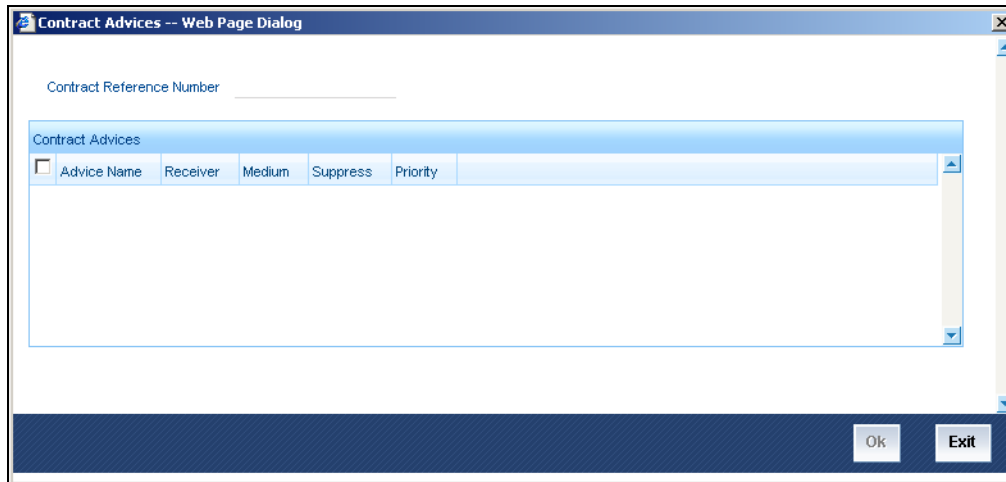 Contract Advices -- Web Page Dialog
Contract Reference Number
Contract Advices
Advice Name Receiver Medium Suppress Priority
Ok Exit